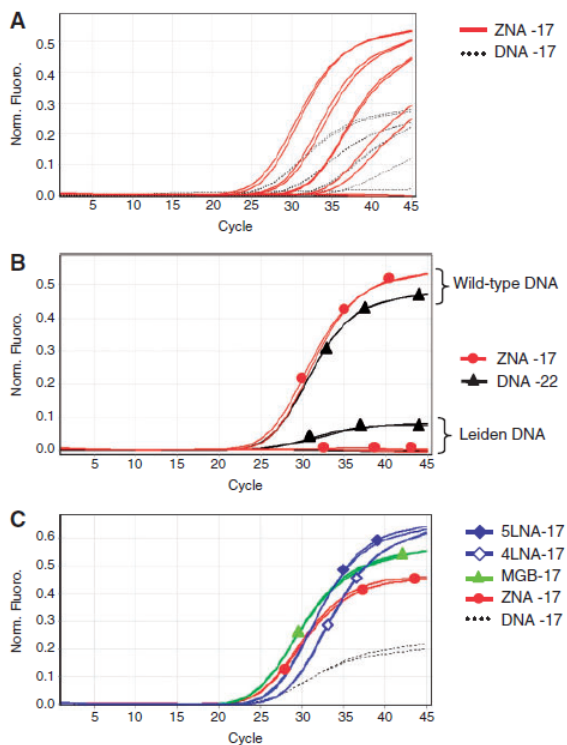 A
ZNA -17
DNA -17
Norm. Fluoro.
0.5
0.4
0.3
0.2
0.1
0.0
5 10 15 20 25 30 35 40 45
Cycle
B
Wild-type DNA
ZNA -17
DNA -22
Leiden DNA
Norm. Fluoro.
0.5
0.4
0.3
0.2
0.1
0.0
5 10 15 20 25 30 35 40 45
Cycle
C
5LNA-17
4LNA-17
MGB-17
ZNA -17
DNA -17
Norm. Fluoro.
0.6
0.5
0.4
0.3
0.2
0.1
0.0
5 10 15 20 25 30 35 40 45
Cycle